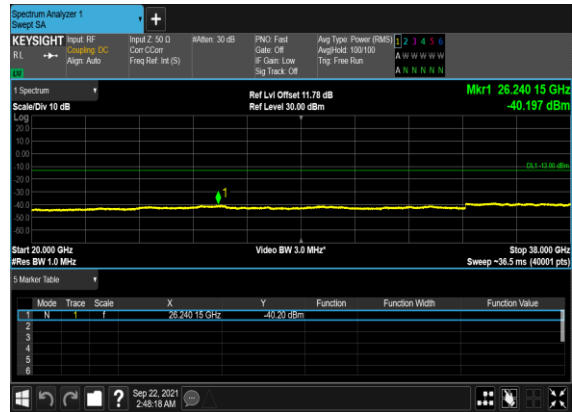 Spectrum Analyzer 1
Swept SA
+
KEYSIGHT Input: RF Input Z: 50 Ω #Atten: 30 dB PNO: Fast Avg Type: Power (RMS) 1 2 3 4 5 6
RL Coupling: DC Corr CCorr Gate: Off Avg|Hold: 100/100 A W W W W W
Align: Auto Freq Ref: Int (S) IF Gain: Low Trig: Free Run
Sig Track: Off A N N N N N
1 Spectrum Ref Lvl Offset 11.78 dB Mkr1 26.240 15 GHz
Scale/Div 10 dB Ref Level 30.00 dBm -40.197 dBm
Log
20.0
10.0
0.00
-10.0
DL1 -13.00 dBm
-20.0
-30.0
1
-40.0
-50.0
-60.0
Start 20.000 GHz Video BW 3.0 MHz* Stop 38.000 GHz
#Res BW 1.0 MHz Sweep ~36.5 ms (40001 pts)
5 Marker Table
Mode Trace Scale X Y Function Function Width Function Value
1 N 1 f 26.240 15 GHz -40.20 dBm
2
3
4
5
6
? Sep 22, 2021
2:48:18 AM